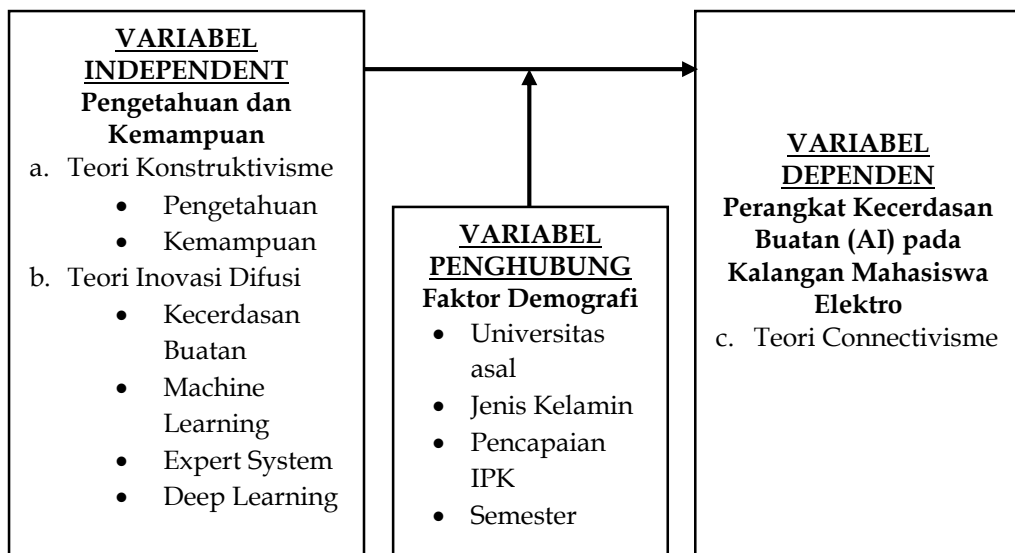 VARIABEL
INDEPENDENT
Pengetahuan dan
Kemampuan
a. Teori Konstruktivisme
• Pengetahuan
• Kemampuan
b. Teori Inovasi Difusi
• Kecerdasan
Buatan
• Machine
Learning
• Expert System
• Deep Learning
VARIABEL
PENGHUBUNG
Faktor Demografi
• Universitas
asal
• Jenis Kelamin
• Pencapaian
IPK
• Semester
VARIABEL
DEPENDEN
Perangkat Kecerdasan
Buatan (AI) pada
Kalangan Mahasiswa
Elektro
c. Teori Connectivisme